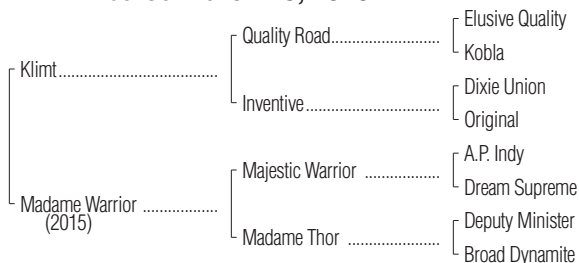 Klimt
Quality Road
Elusive Quality
Kobla
Inventive
Dixie Union
Original
Madame Warrior
(2015)
Majestic Warrior
A.P. Indy
Dream Supreme
Madame Thor
Deputy Minister
Broad Dynamite